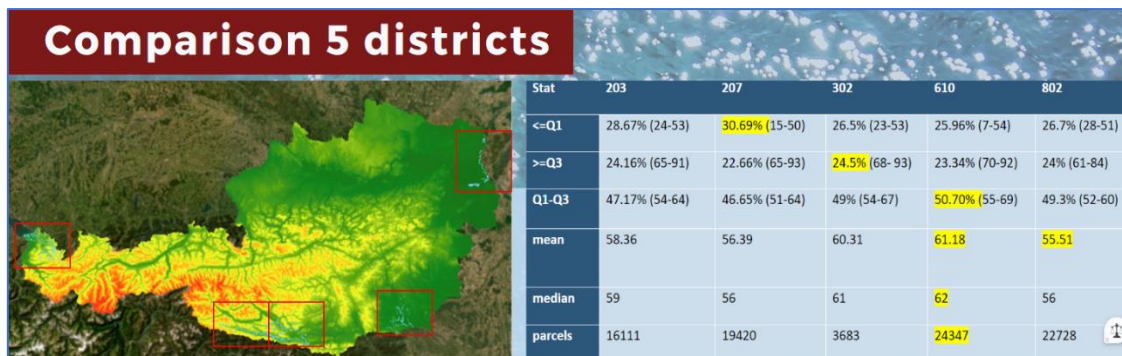 Comparison 5 districts
Stat 203 207 302 610 802
<=Q1 28.67% (24-53) 30.69% (15-50) 26.5% (23-53) 25.96% (7-54) 26.7% (28-51)
>=Q3 24.16% (65-91) 22.66% (65-93) 24.5% (68- 93) 23.34% (70-92) 24% (61-84)
Q1-Q3 47.17% (54-64) 46.65% (51-64) 49% (54-67) 50.70% (55-69) 49.3% (52-60)
mean 58.36 56.39 60.31 61.18 55.51
median 59 56 61 62 56
parcels 16111 19420 3683 24347 22728